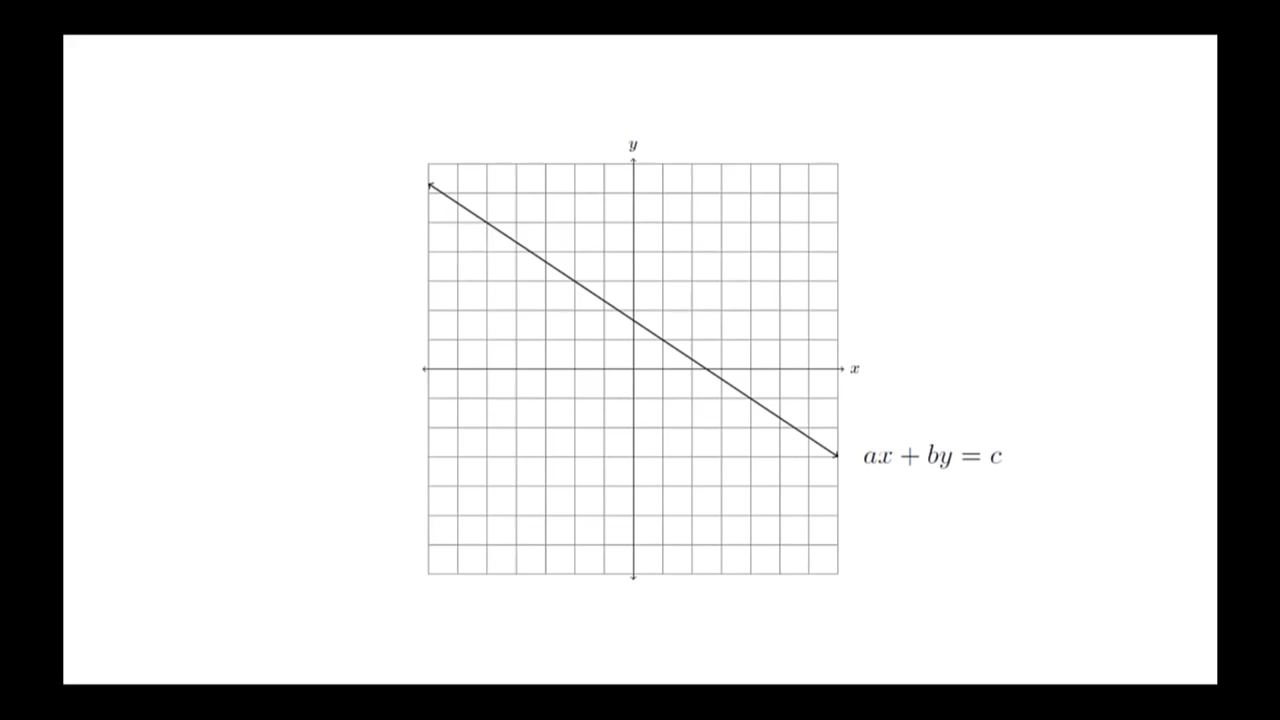 y
x
ax + by = c